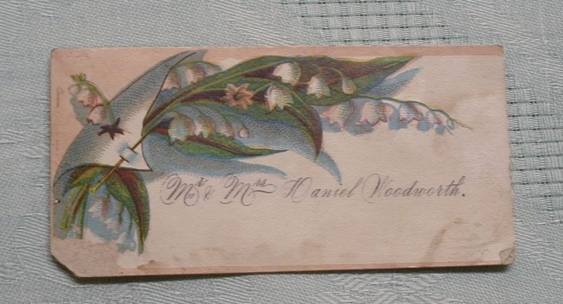 Mr & Mrs Daniel Woodworth.